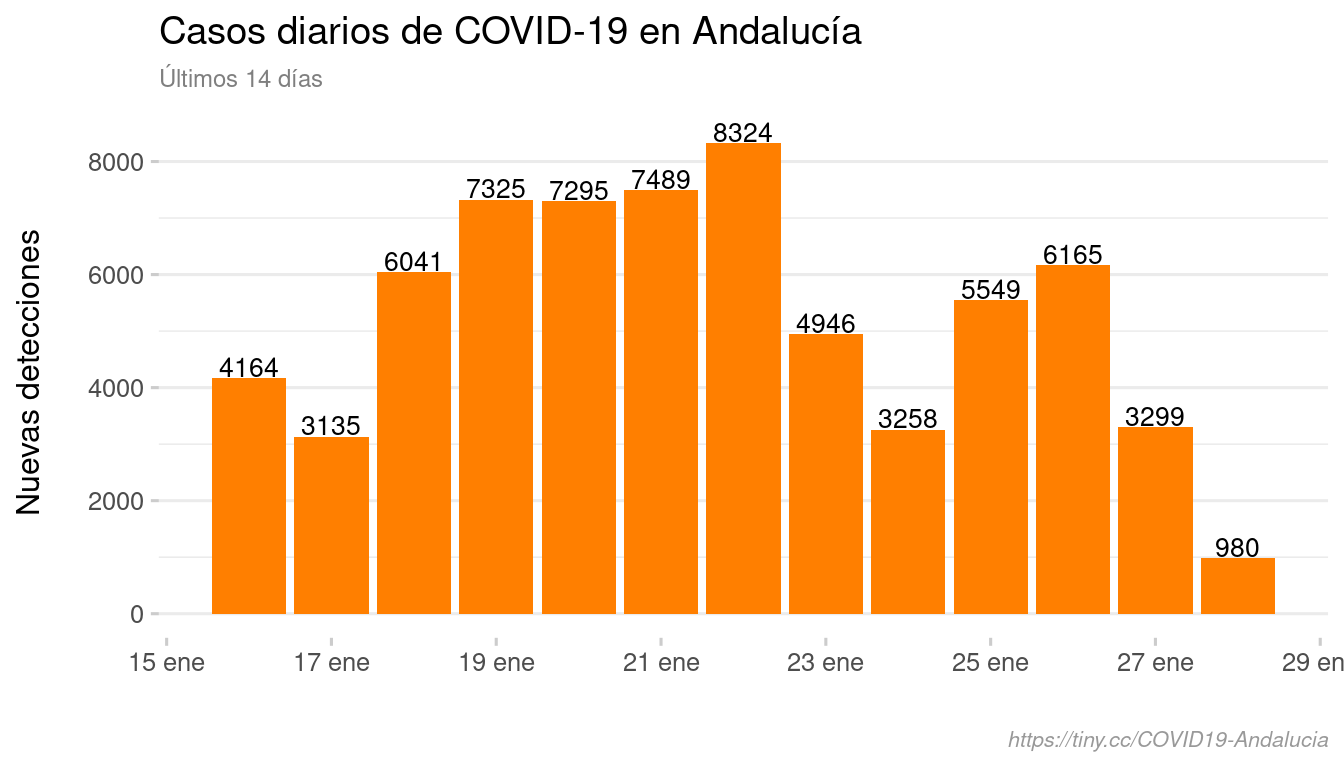 Casos diarios de COVID-19 en Andalucía
Últimos 14 días
Nuevas detecciones
8000
6000
4000
2000
0
4164
3135
6041
7325
7295
7489
8324
4946
3258
5549
6165
3299
980
15 ene
17 ene
19 ene
21 ene
23 ene
25 ene
27 ene
29 en
https://tiny.cc/COVID19-Andalucia